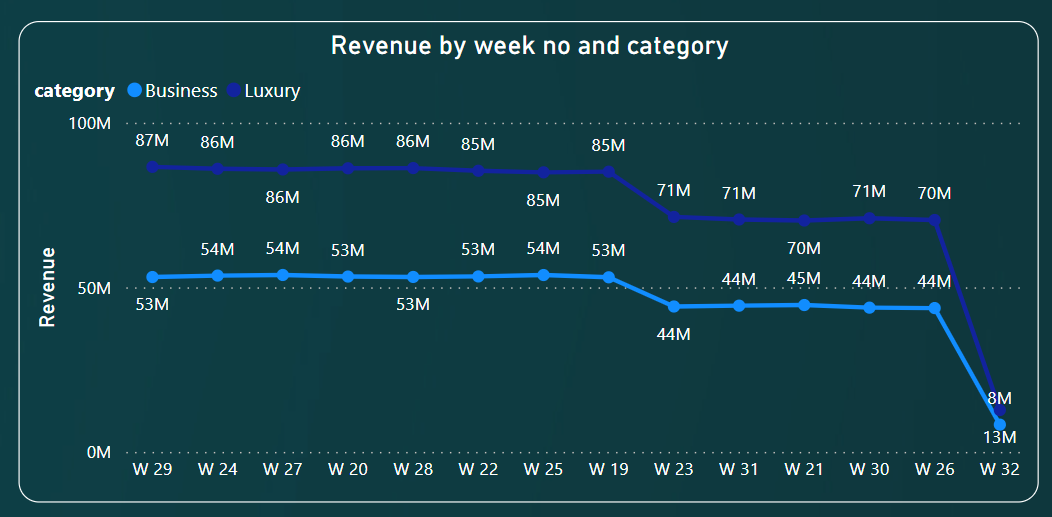 Revenue by week no and category
category Business Luxury
100M
87M 86M 86M 86M 85M 85M
86M 85M
71M 71M 71M 70M
70M
54M 54M 53M 53M 54M 53M
53M 53M
44M 45M 44M 44M
44M
50M
8M
13M
0M
Revenue
W 29 W 24 W 27 W 20 W 28 W 22 W 25 W 19 W 23 W 31 W 21 W 30 W 26 W 32